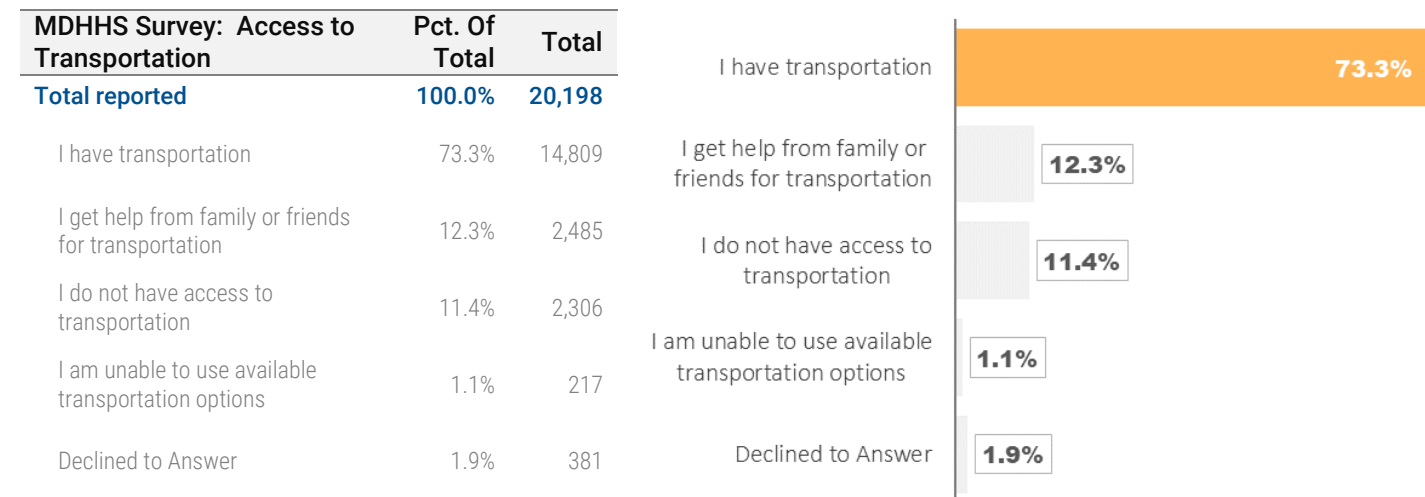 MDHHS Survey: Access to Transportation Pct. Of Total Total
Total reported 100.0% 20,198
I have transportation 73.3% 14,809
I get help from family or friends
for transportation 12.3% 2,485
I do not have access to
transportation 11.4% 2,306
I am unable to use available
transportation options 1.1% 217
Declined to Answer 1.9% 381
I have transportation 73.3%
I get help from family or
friends for transportation 12.3%
I do not have access to
transportation 11.4%
I am unable to use available
transportation options 1.1%
Declined to Answer 1.9%